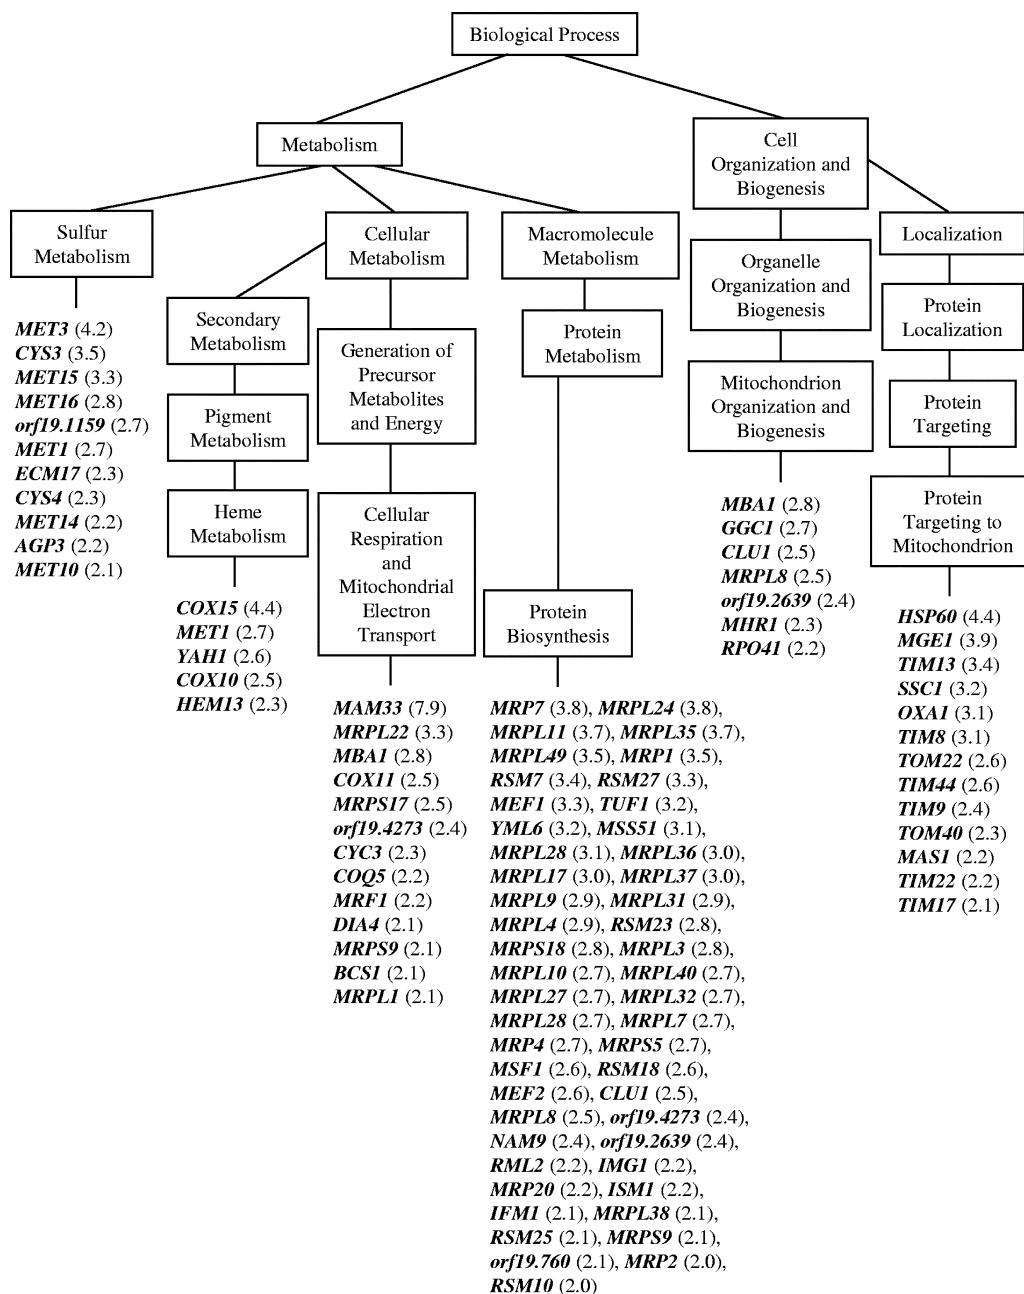 Biological Process
Metabolism
Cell
Organization and
Biogenesis
Sulfur
Metabolism
Cellular
Metabolism
Macromolecule
Metabolism
Organelle
Organization and
Biogenesis
Localization
Secondary
Metabolism
Generation of
Precursor
Metabolites
and Energy
Protein
Metabolism
Mitochondrion
Organization and
Biogenesis
Protein
Localization
Pigment
Metabolism
Protein
Targeting
Heme
Metabolism
Cellular
Respiration
and
Mitochondrial
Electron
Transport
Protein
Biosynthesis
Protein
Targeting to
Mitochondrion
MET3 (4.2)
CYS3 (3.5)
MET15 (3.3)
MET16 (2.8)
orf19.1159 (2.7)
MET1 (2.7)
ECM17 (2.3)
CYS4 (2.3)
MET14 (2.2)
AGP3 (2.2)
MET10 (2.1)
COX15 (4.4)
MET1 (2.7)
YAH1 (2.6)
COX10 (2.5)
HEM13 (2.3)
MAM33 (7.9)
MRPL22 (3.3)
MBA1 (2.8)
COX11 (2.5)
MRPS17 (2.5)
orf19.4273 (2.4)
CYC3 (2.3)
COQ5 (2.2)
MRF1 (2.2)
DIA4 (2.1)
MRPS9 (2.1)
BCS1 (2.1)
MRPL1 (2.1)
MRP7 (3.8), MRPL24 (3.8),
MRPL11 (3.7), MRPL35 (3.7),
MRPL49 (3.5), MRP1 (3.5),
RSM7 (3.4), RSM27 (3.3),
MEF1 (3.3), TUF1 (3.2),
YML6 (3.2), MSS51 (3.1),
MRPL28 (3.1), MRPL36 (3.0),
MRPL17 (3.0), MRPL37 (3.0),
MRPL9 (2.9), MRPL31 (2.9),
MRPL4 (2.9), RSM23 (2.8),
MRPS18 (2.8), MRPL3 (2.8),
MRPL10 (2.7), MRPL40 (2.7),
MRPL27 (2.7), MRPL32 (2.7),
MRPL28 (2.7), MRPL7 (2.7),
MRP4 (2.7), MRPS5 (2.7),
MSF1 (2.6), RSM18 (2.6),
MEF2 (2.6), CLU1 (2.5),
MRPL8 (2.5), orf19.4273 (2.4),
NAM9 (2.4), orf19.2639 (2.4),
RML2 (2.2), IMG1 (2.2),
MRP20 (2.2), ISM1 (2.2),
IFM1 (2.1), MRPL38 (2.1),
RSM25 (2.1), MRPS9 (2.1),
orf19.760 (2.1), MRP2 (2.0),
RSM10 (2.0)
MBA1 (2.8)
GGC1 (2.7)
CLU1 (2.5)
MRPL8 (2.5)
orf19.2639 (2.4)
MHR1 (2.3)
RPO41 (2.2)
HSP60 (4.4)
MGE1 (3.9)
TIM13 (3.4)
SSC1 (3.2)
OXA1 (3.1)
TIM8 (3.1)
TOM22 (2.6)
TIM44 (2.6)
TIM9 (2.4)
TOM40 (2.3)
MAS1 (2.2)
TIM22 (2.2)
TIM17 (2.1)